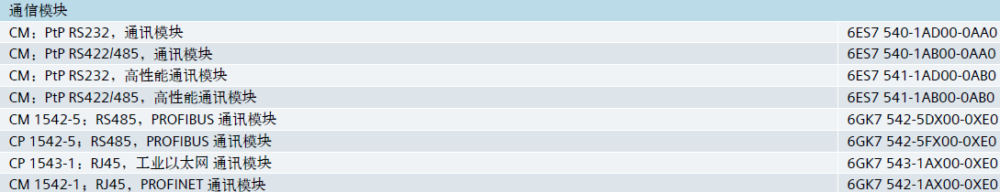 通信模块
CM：PtP RS232，通讯模块 6ES7 540-1AD00-0AA0
CM：PtP RS422/485，通讯模块 6ES7 540-1AB00-0AA0
CM：PtP RS232，高性能通讯模块 6ES7 541-1AD00-0AB0
CM：PtP RS422/485，高性能通讯模块 6ES7 541-1AB00-0AB0
CM 1542-5；RS485，PROFIBUS 通讯模块 6GK7 542-5DX00-0XE0
CP 1542-5；RS485，PROFIBUS 通讯模块 6GK7 542-5FX00-0XE0
CP 1543-1：RJ45，工业以太网 通讯模块 6GK7 543-1AX00-0XE0
CM 1542-1；RJ45，PROFINET 通讯模块 6GK7 542-1AX00-0XE0